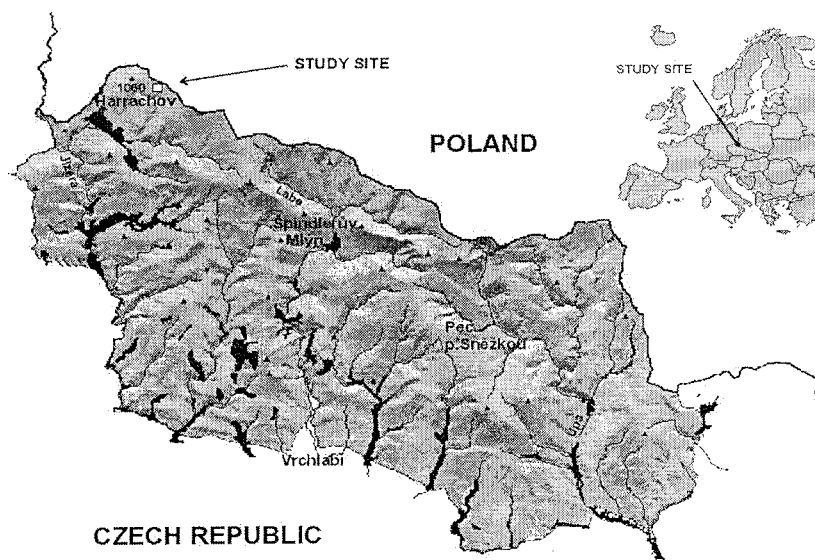 STUDY SITE
STUDY SITE
1060
Harrachov
POLAND
Jizera
Labe
Špindlerův
Mlýn
Pec
p.Sněžkou
Úpa
Vrchlabí
CZECH REPUBLIC